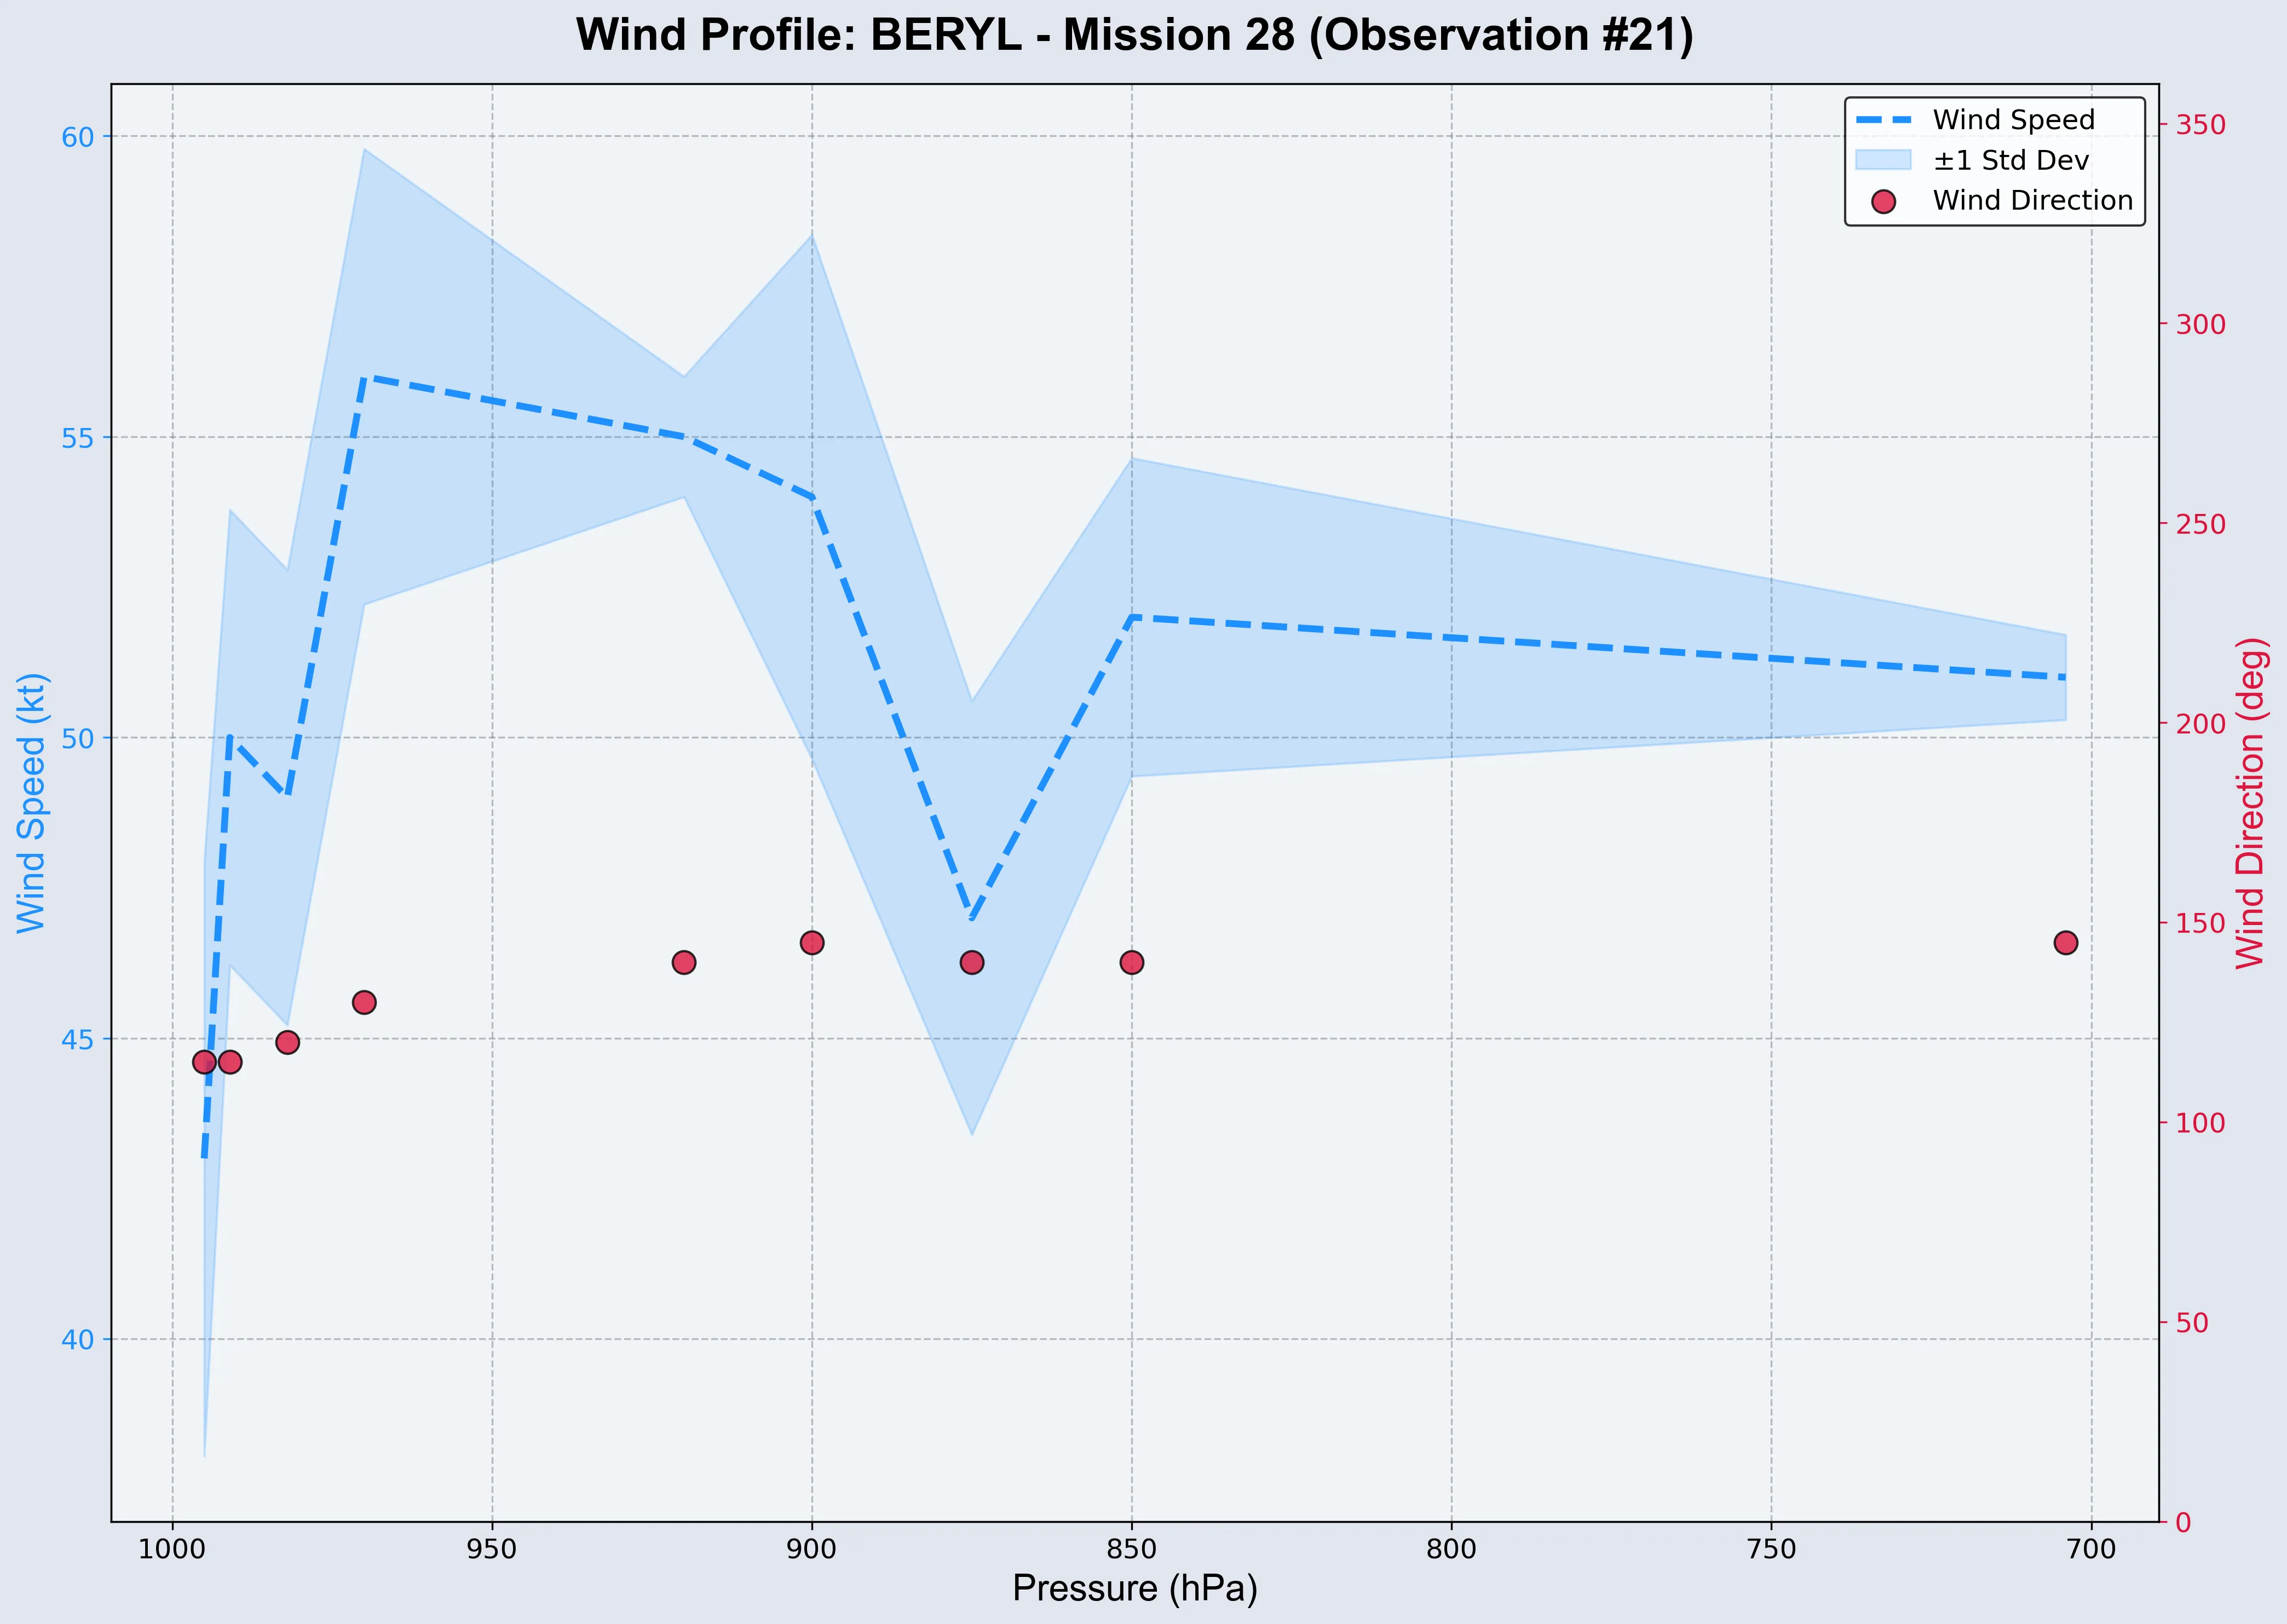 Wind Profile: BERYL - Mission 28 (Observation #21)
Wind Speed
±1 Std Dev
Wind Direction
60
55
50
45
40
Wind Speed (kt)
350
300
250
200
150
100
50
0
Wind Direction (deg)
1000 950 900 850 800 750 700
Pressure (hPa)